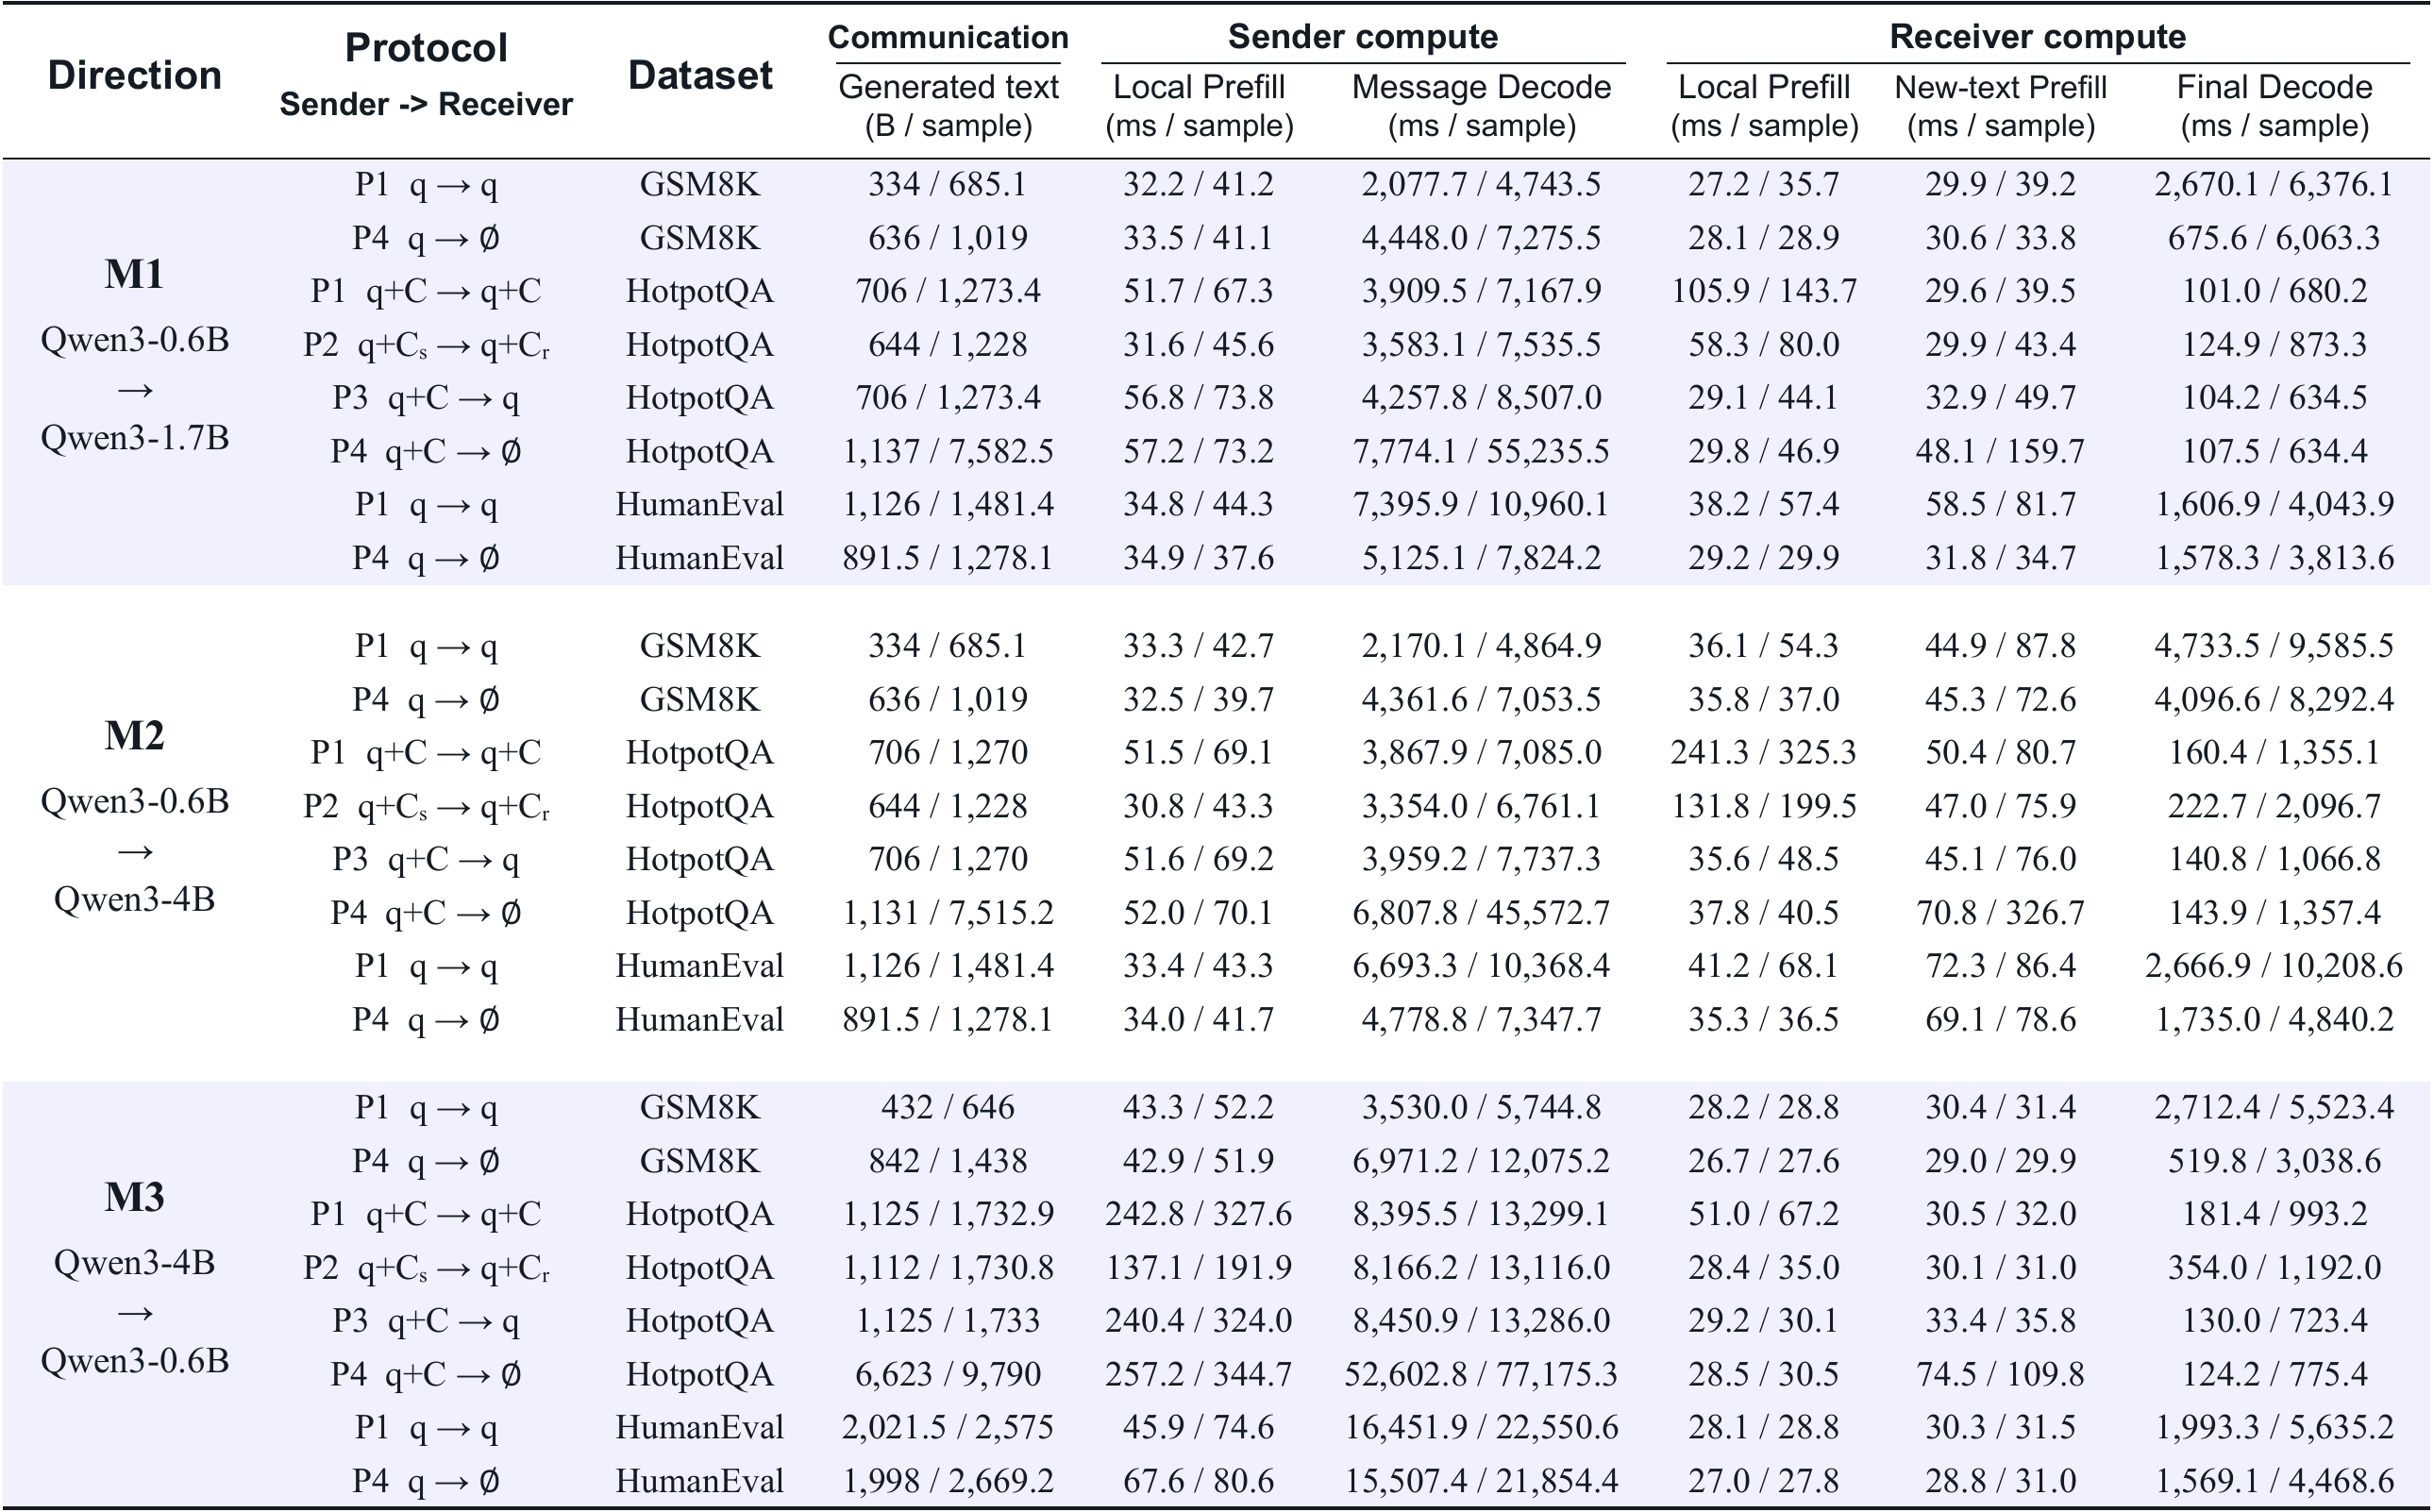 Direction Protocol Dataset Communication Sender compute Receiver compute
Sender -> Receiver Generated text Local Prefill Message Decode Local Prefill New-text Prefill Final Decode
(B / sample) (ms / sample) (ms / sample) (ms / sample) (ms / sample) (ms / sample)
M1
Qwen3-0.6B
→
Qwen3-1.7B
P1 q → q GSM8K 334 / 685.1 32.2 / 41.2 2,077.7 / 4,743.5 27.2 / 35.7 29.9 / 39.2 2,670.1 / 6,376.1
P4 q → ∅ GSM8K 636 / 1,019 33.5 / 41.1 4,448.0 / 7,275.5 28.1 / 28.9 30.6 / 33.8 675.6 / 6,063.3
P1 q+C → q+C HotpotQA 706 / 1,273.4 51.7 / 67.3 3,909.5 / 7,167.9 105.9 / 143.7 29.6 / 39.5 101.0 / 680.2
P2 q+Cₛ → q+Cᵣ HotpotQA 644 / 1,228 31.6 / 45.6 3,583.1 / 7,535.5 58.3 / 80.0 29.9 / 43.4 124.9 / 873.3
P3 q+C → q HotpotQA 706 / 1,273.4 56.8 / 73.8 4,257.8 / 8,507.0 29.1 / 44.1 32.9 / 49.7 104.2 / 634.5
P4 q+C → ∅ HotpotQA 1,137 / 7,582.5 57.2 / 73.2 7,774.1 / 55,235.5 29.8 / 46.9 48.1 / 159.7 107.5 / 634.4
P1 q → q HumanEval 1,126 / 1,481.4 34.8 / 44.3 7,395.9 / 10,960.1 38.2 / 57.4 58.5 / 81.7 1,606.9 / 4,043.9
P4 q → ∅ HumanEval 891.5 / 1,278.1 34.9 / 37.6 5,125.1 / 7,824.2 29.2 / 29.9 31.8 / 34.7 1,578.3 / 3,813.6
M2
Qwen3-0.6B
→
Qwen3-4B
P1 q → q GSM8K 334 / 685.1 33.3 / 42.7 2,170.1 / 4,864.9 36.1 / 54.3 44.9 / 87.8 4,733.5 / 9,585.5
P4 q → ∅ GSM8K 636 / 1,019 32.5 / 39.7 4,361.6 / 7,053.5 35.8 / 37.0 45.3 / 72.6 4,096.6 / 8,292.4
P1 q+C → q+C HotpotQA 706 / 1,270 51.5 / 69.1 3,867.9 / 7,085.0 241.3 / 325.3 50.4 / 80.7 160.4 / 1,355.1
P2 q+Cₛ → q+Cᵣ HotpotQA 644 / 1,228 30.8 / 43.3 3,354.0 / 6,761.1 131.8 / 199.5 47.0 / 75.9 222.7 / 2,096.7
P3 q+C → q HotpotQA 706 / 1,270 51.6 / 69.2 3,959.2 / 7,737.3 35.6 / 48.5 45.1 / 76.0 140.8 / 1,066.8
P4 q+C → ∅ HotpotQA 1,131 / 7,515.2 52.0 / 70.1 6,807.8 / 45,572.7 37.8 / 40.5 70.8 / 326.7 143.9 / 1,357.4
P1 q → q HumanEval 1,126 / 1,481.4 33.4 / 43.3 6,693.3 / 10,368.4 41.2 / 68.1 72.3 / 86.4 2,666.9 / 10,208.6
P4 q → ∅ HumanEval 891.5 / 1,278.1 34.0 / 41.7 4,778.8 / 7,347.7 35.3 / 36.5 69.1 / 78.6 1,735.0 / 4,840.2
M3
Qwen3-4B
→
Qwen3-0.6B
P1 q → q GSM8K 432 / 646 43.3 / 52.2 3,530.0 / 5,744.8 28.2 / 28.8 30.4 / 31.4 2,712.4 / 5,523.4
P4 q → ∅ GSM8K 842 / 1,438 42.9 / 51.9 6,971.2 / 12,075.2 26.7 / 27.6 29.0 / 29.9 519.8 / 3,038.6
P1 q+C → q+C HotpotQA 1,125 / 1,732.9 242.8 / 327.6 8,395.5 / 13,299.1 51.0 / 67.2 30.5 / 32.0 181.4 / 993.2
P2 q+Cₛ → q+Cᵣ HotpotQA 1,112 / 1,730.8 137.1 / 191.9 8,166.2 / 13,116.0 28.4 / 35.0 30.1 / 31.0 354.0 / 1,192.0
P3 q+C → q HotpotQA 1,125 / 1,733 240.4 / 324.0 8,450.9 / 13,286.0 29.2 / 30.1 33.4 / 35.8 130.0 / 723.4
P4 q+C → ∅ HotpotQA 6,623 / 9,790 257.2 / 344.7 52,602.8 / 77,175.3 28.5 / 30.5 74.5 / 109.8 124.2 / 775.4
P1 q → q HumanEval 2,021.5 / 2,575 45.9 / 74.6 16,451.9 / 22,550.6 28.1 / 28.8 30.3 / 31.5 1,993.3 / 5,635.2
P4 q → ∅ HumanEval 1,998 / 2,669.2 67.6 / 80.6 15,507.4 / 21,854.4 27.0 / 27.8 28.8 / 31.0 1,569.1 / 4,468.6